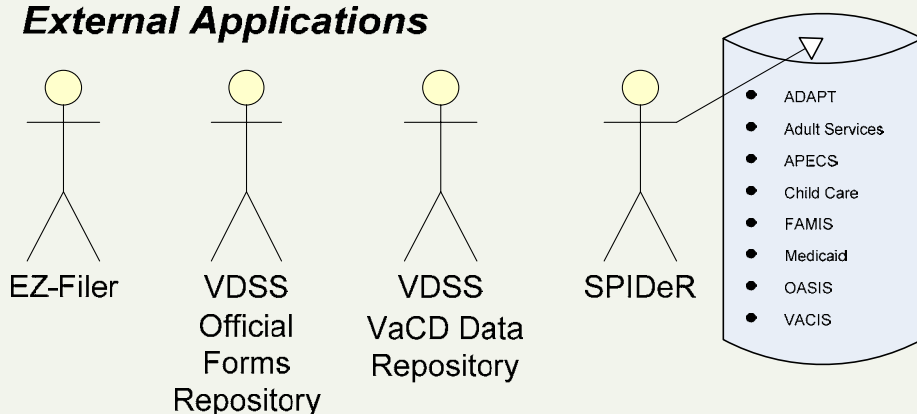 External Applications
EZ-Filer
VDSS
Official
Forms
Repository
VDSS
VaCD Data
Repository
SPIDeR
ADAPT
Adult Services
APECS
Child Care
FAMIS
Medicaid
OASIS
VACIS